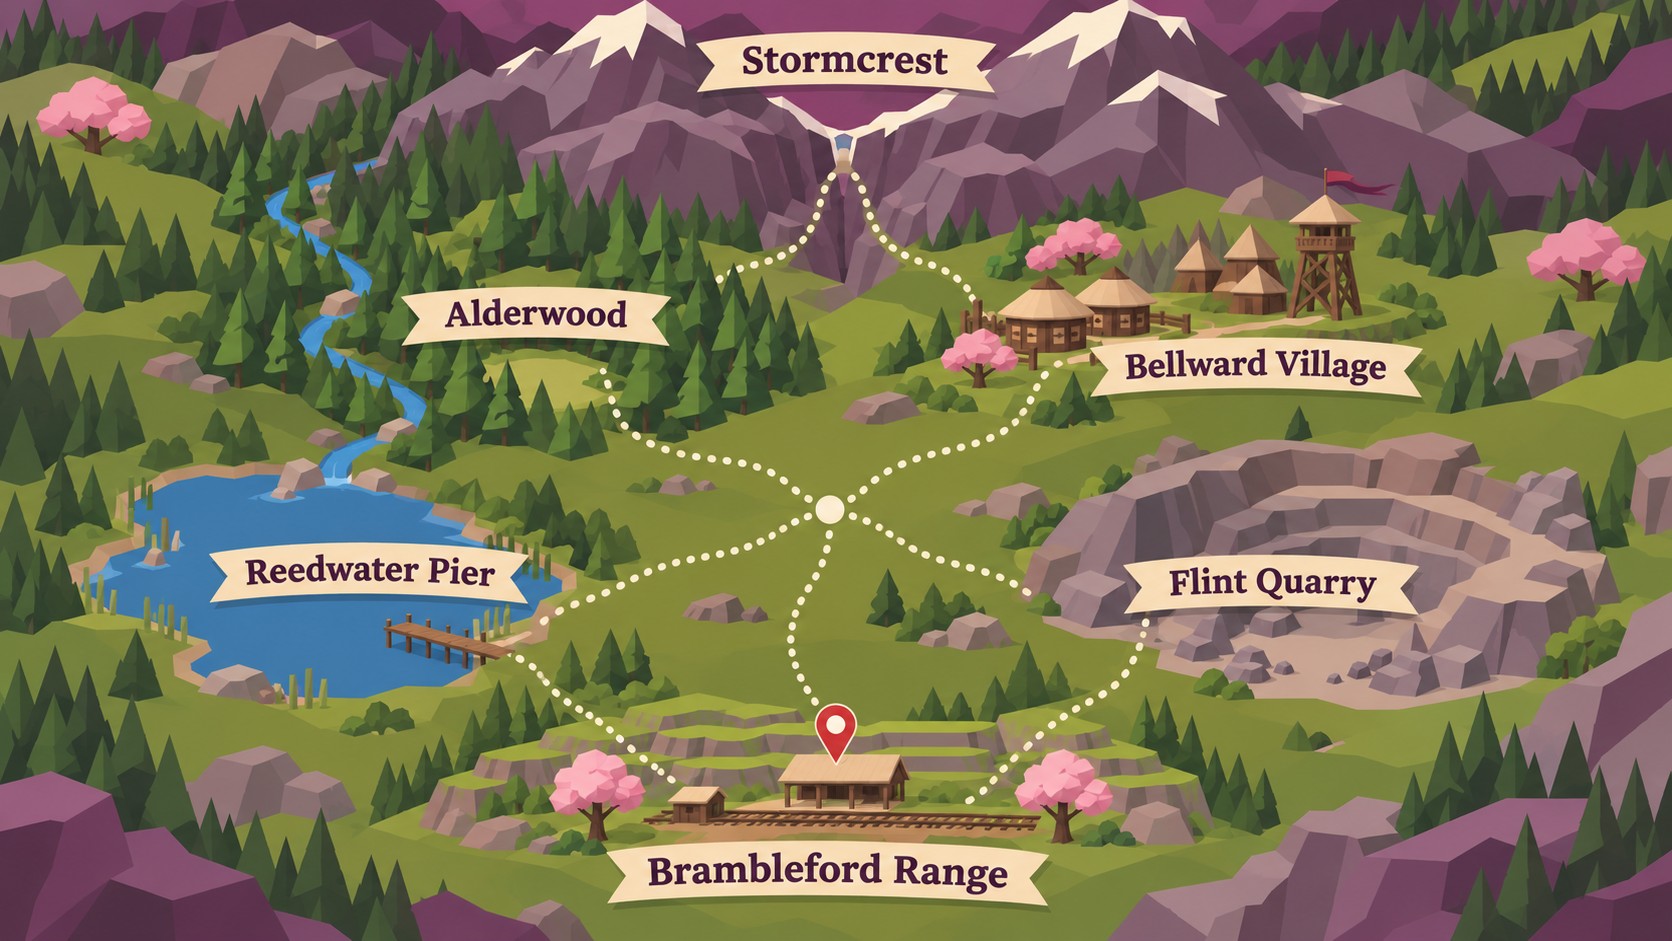 Stormcrest
Alderwood
Bellward Village
Reedwater Pier
Flint Quarry
Brambleford Range